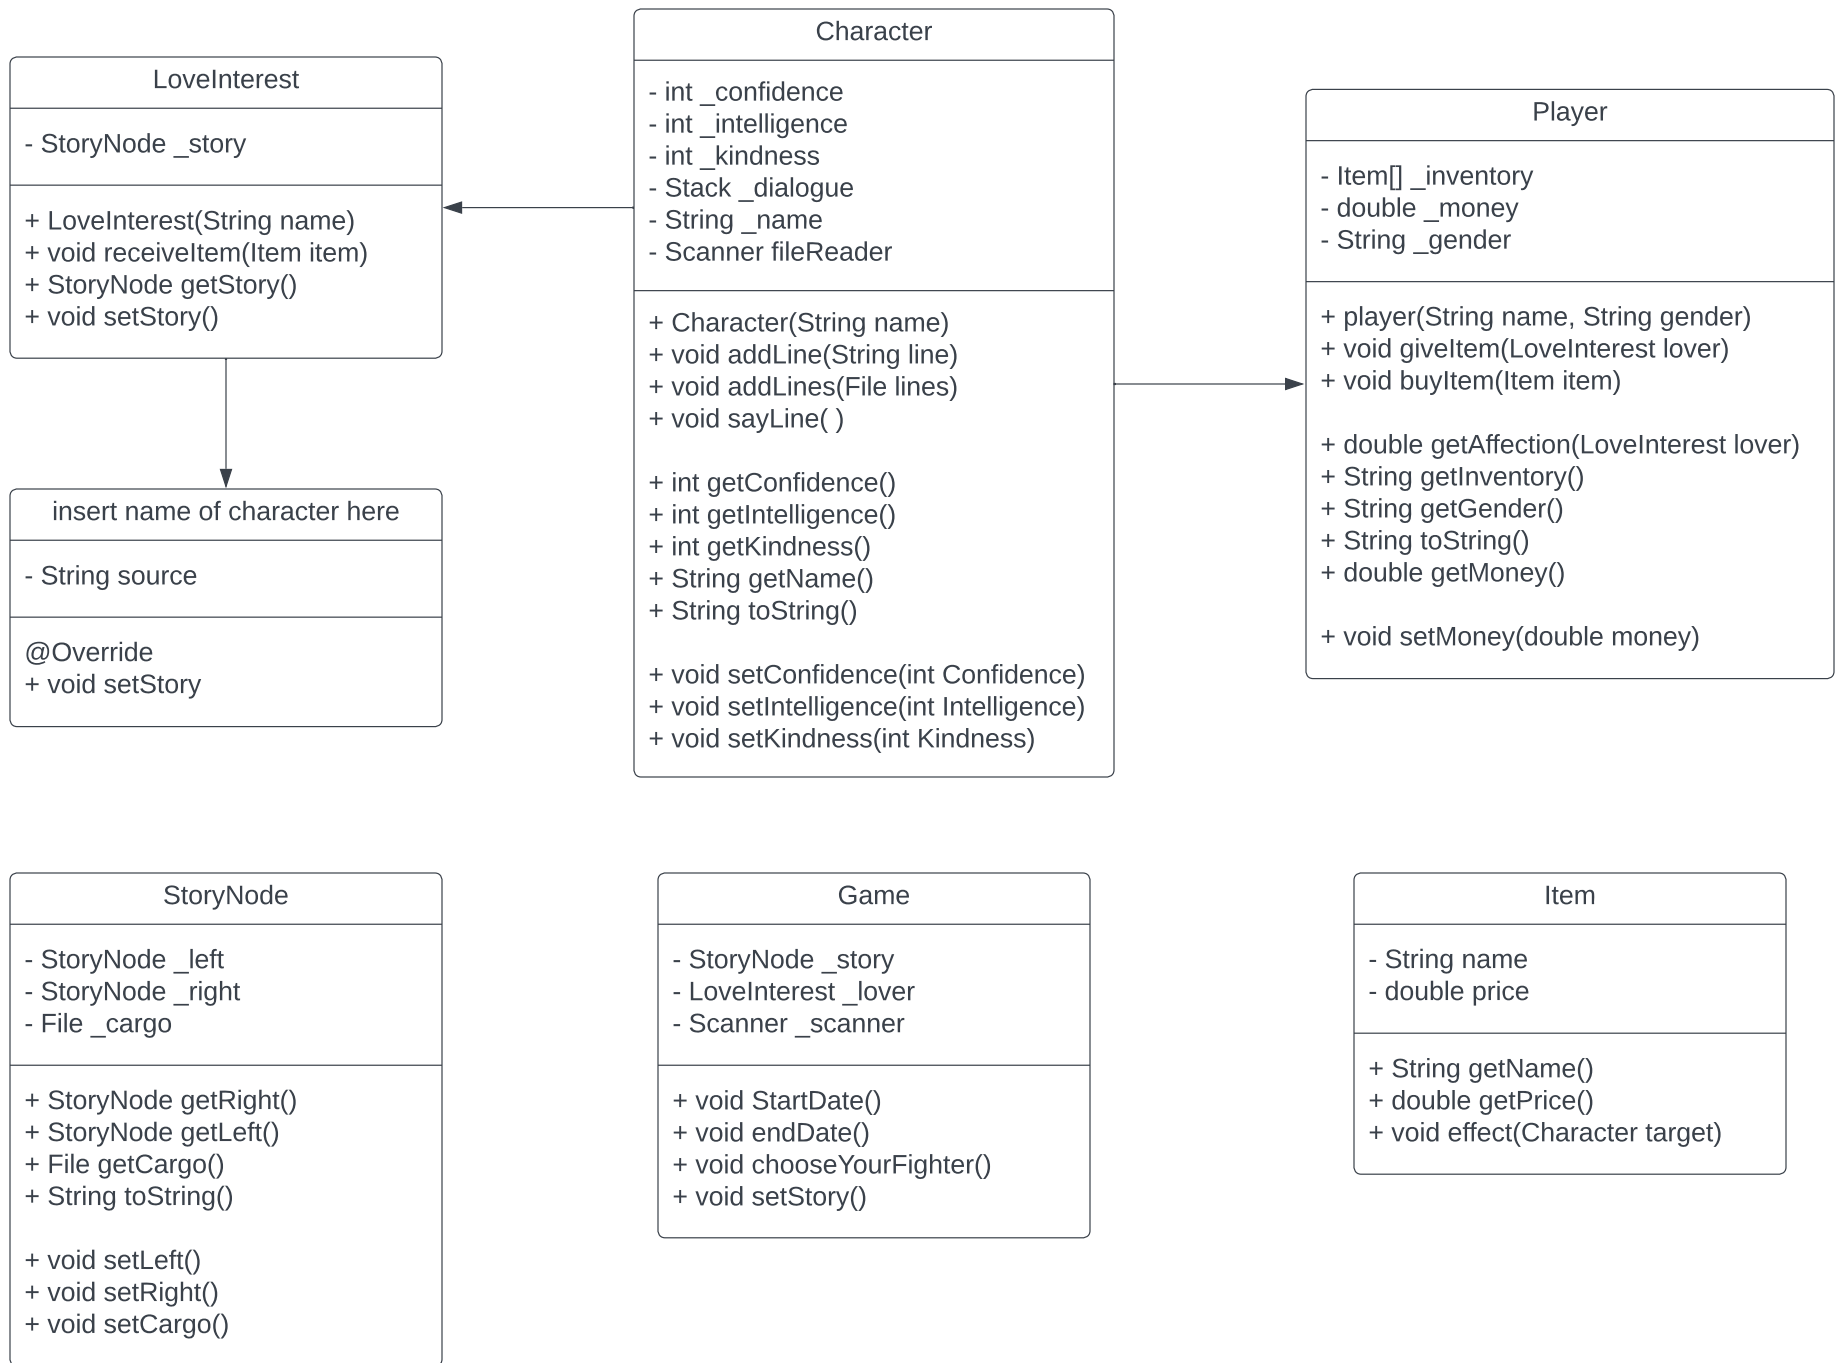 LoveInterest
- StoryNode _story
+ LoveInterest(String name)
+ void receiveItem(Item item)
+ StoryNode getStory()
+ void setStory()
insert name of character here
- String source
@Override
+ void setStory
Character
- int _confidence
- int _intelligence
- int _kindness
- Stack _dialogue
- String _name
- Scanner fileReader
+ Character(String name)
+ void addLine(String line)
+ void addLines(File lines)
+ void sayLine( )
+ int getConfidence()
+ int getIntelligence()
+ int getKindness()
+ String getName()
+ String toString()
+ void setConfidence(int Confidence)
+ void setIntelligence(int Intelligence)
+ void setKindness(int Kindness)
Player
- Item[] _inventory
- double _money
- String _gender
+ player(String name, String gender)
+ void giveItem(LoveInterest lover)
+ void buyItem(Item item)
+ double getAffection(LoveInterest lover)
+ String getInventory()
+ String getGender()
+ String toString()
+ double getMoney()
+ void setMoney(double money)
StoryNode
- StoryNode _left
- StoryNode _right
- File _cargo
+ StoryNode getRight()
+ StoryNode getLeft()
+ File getCargo()
+ String toString()
+ void setLeft()
+ void setRight()
+ void setCargo()
Game
- StoryNode _story
- LoveInterest _lover
- Scanner _scanner
+ void StartDate()
+ void endDate()
+ void chooseYourFighter()
+ void setStory()
Item
- String name
- double price
+ String getName()
+ double getPrice()
+ void effect(Character target)